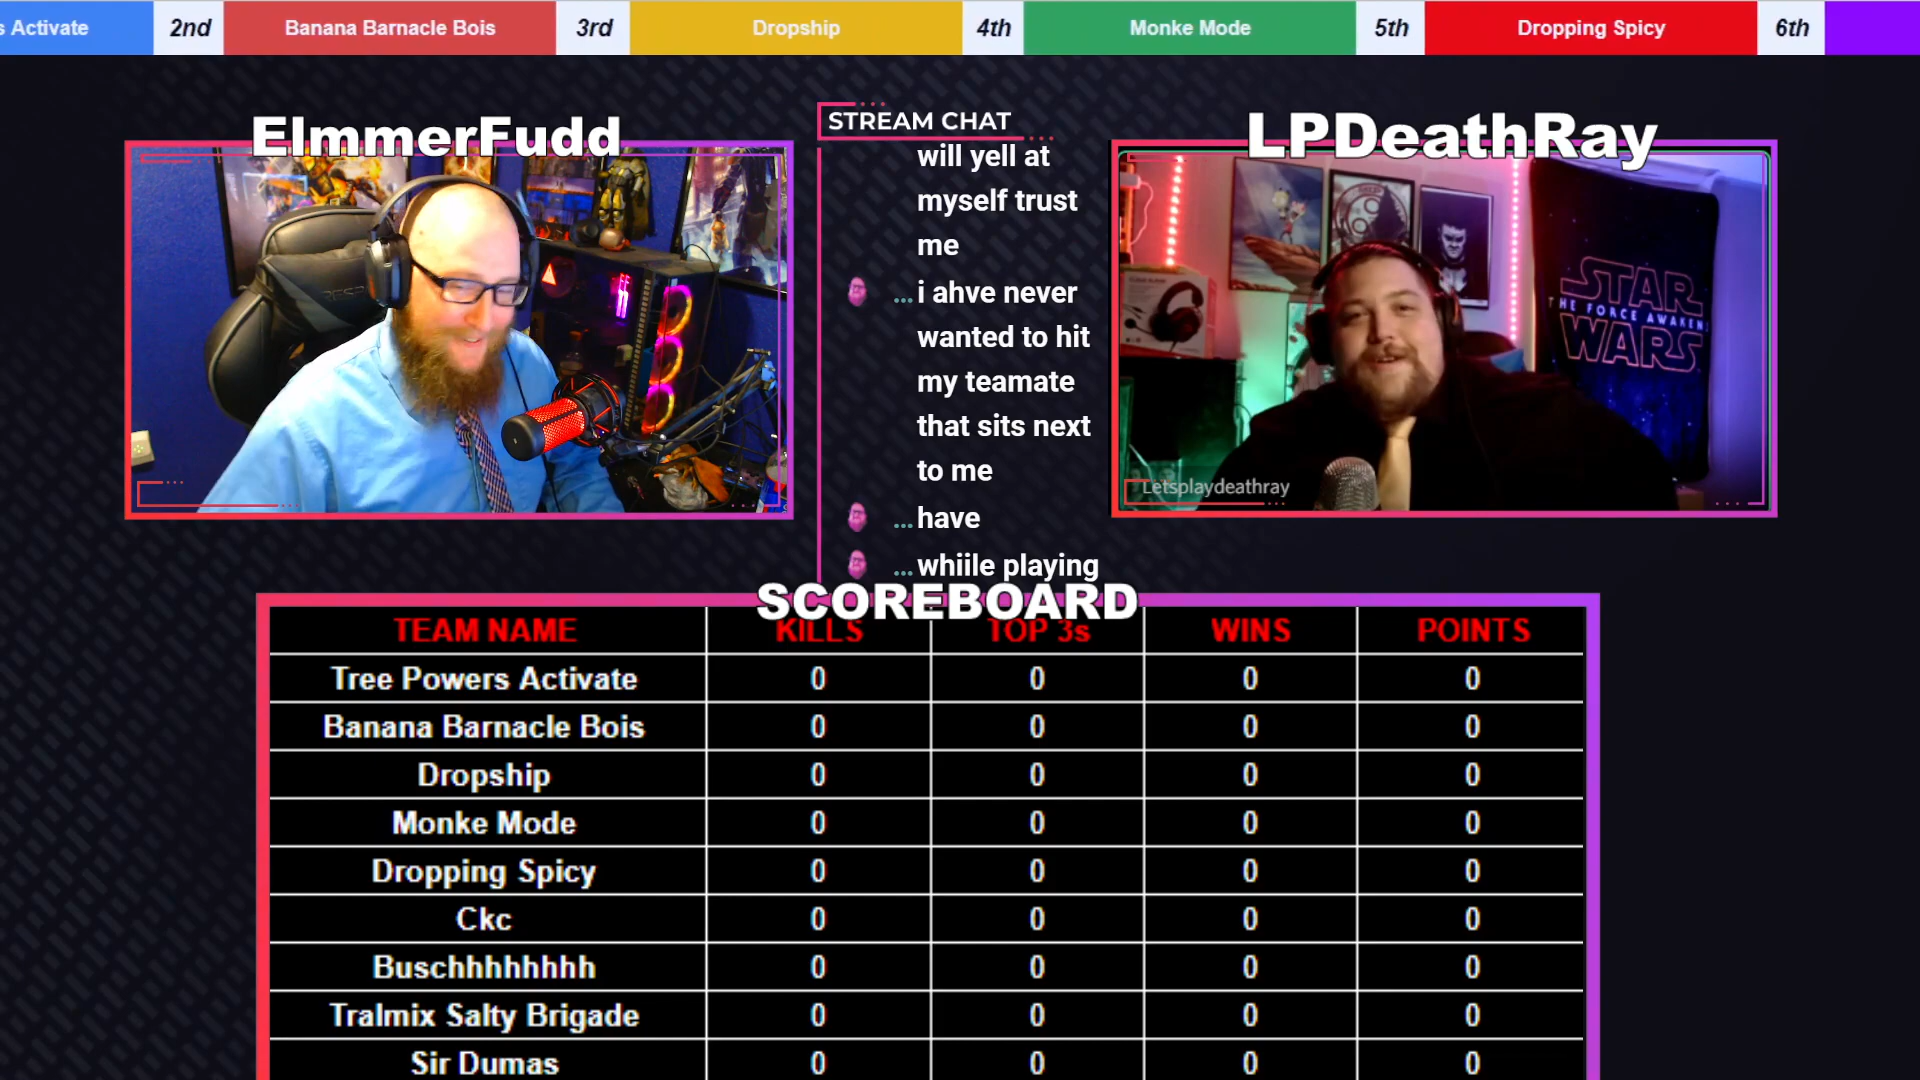 s Activate 2nd Banana Barnacle Bois 3rd Dropship 4th Monke Mode 5th Dropping Spicy 6th
ElmmerFudd
STREAM CHAT
LPDeathRay
will yell at
myself trust
me
...i ahve never
wanted to hit
my teamate
that sits next
to me
...have
...whiile playing
STAR
THE FORCE AWAKEN
WARS
Letsplaydeathray
SCOREBOARD
TEAM NAME KILLS TOP 3s WINS POINTS
Tree Powers Activate 0 0 0 0
Banana Barnacle Bois 0 0 0 0
Dropship 0 0 0 0
Monke Mode 0 0 0 0
Dropping Spicy 0 0 0 0
Ckc 0 0 0 0
Buschhhhhhhh 0 0 0 0
Tralmix Salty Brigade 0 0 0 0
Sir Dumas 0 0 0 0